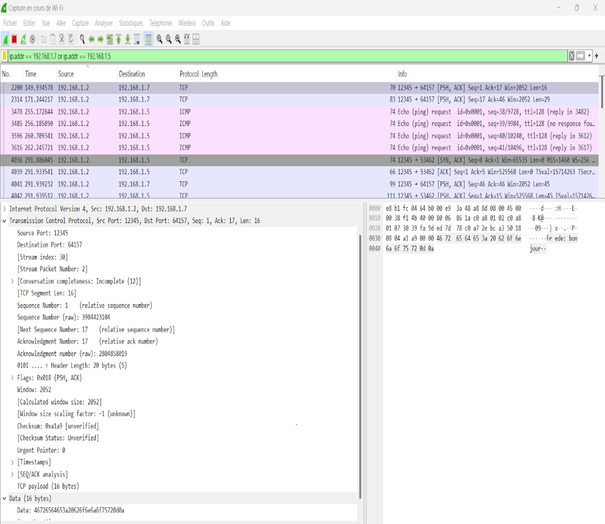 Capture en cours de Wi-Fi
Fichier Editer Vue Aller Capture Analyser Statistiques Telephonie Wireless Outils Aide
ip.addr == 192.168.1.7 or ip.addr == 192.168.1.5
No. Time Source Destination Protocol Length Info
2200 149.934578 192.168.1.2 192.168.1.7 TCP 70 12345 → 64157 [PSH, ACK] Seq=1 Ack=17 Win=2052 Len=16
2314 171.244217 192.168.1.2 192.168.1.7 TCP 83 12345 → 64157 [PSH, ACK] Seq=17 Ack=46 Win=2052 Len=29
3478 255.172844 192.168.1.2 192.168.1.5 ICMP 74 Echo (ping) request id=0x0001, seq=38/9728, ttl=128 (reply in 3482)
3485 256.185890 192.168.1.2 192.168.1.5 ICMP 74 Echo (ping) request id=0x0001, seq=39/9984, ttl=128 (no response fou…
3596 260.709341 192.168.1.2 192.168.1.5 ICMP 74 Echo (ping) request id=0x0001, seq=40/10240, ttl=128 (reply in 3612)
3616 262.245721 192.168.1.2 192.168.1.5 ICMP 74 Echo (ping) request id=0x0001, seq=41/10496, ttl=128 (reply in 3617)
4036 291.886045 192.168.1.2 192.168.1.5 TCP 74 12345 → 53462 [SYN, ACK] Seq=0 Ack=1 Win=65535 Len=0 MSS=1460 WS=256 …
4039 291.933541 192.168.1.2 192.168.1.5 TCP 66 12345 → 53462 [ACK] Seq=1 Ack=5 Win=525568 Len=0 TSval=15714263 TSecr…
4041 291.939232 192.168.1.2 192.168.1.5 TCP 99 12345 → 53462 [PSH, ACK] Seq=46 Ack=46 Win=2052 Len=45
4042 291.939512 192.168.1.2 192.168.1.5 TCP 111 12345 → 53462 [PSH, ACK] Seq=1 Ack=5 Win=525568 Len=45 TSval=1571426…
Internet Protocol Version 4, Src: 192.168.1.2, Dst: 192.168.1.7
Transmission Control Protocol, Src Port: 12345, Dst Port: 64157, Seq: 1, Ack: 17, Len: 16
Source Port: 12345
Destination Port: 64157
[Stream index: 30]
[Stream Packet Number: 2]
[Conversation completeness: Incomplete (12)]
[TCP Segment Len: 16]
Sequence Number: 1 (relative sequence number)
Sequence Number (raw): 3984423104
[Next Sequence Number: 17 (relative sequence number)]
Acknowledgment Number: 17 (relative ack number)
Acknowledgment number (raw): 2804858019
0101 .... = Header Length: 20 bytes (5)
Flags: 0x018 (PSH, ACK)
Window: 2052
[Calculated window size: 2052]
[Window size scaling factor: -1 (unknown)]
Checksum: 0xa1a9 [unverified]
[Checksum Status: Unverified]
Urgent Pointer: 0
[Timestamps]
[SEQ/ACK analysis]
TCP payload (16 bytes)
Data (16 bytes)
Data: 46726564653a20626f6e6a6f75720d0a
0000 e8 b1 fc 04 64 b0 00 e9 3a 48 a8 8d 08 00 45 00
0010 00 38 f1 4b 40 00 80 06 86 1a c0 a8 01 02 c0 a8
0020 01 07 30 39 fa 9d ed 7d 78 c0 a7 2e bc a3 50 18
0030 08 04 a1 a9 00 00 46 72 65 64 65 3a 20 62 6f 6e
0040 6a 6f 75 72 0d 0a
Fr ede: bon
jour··